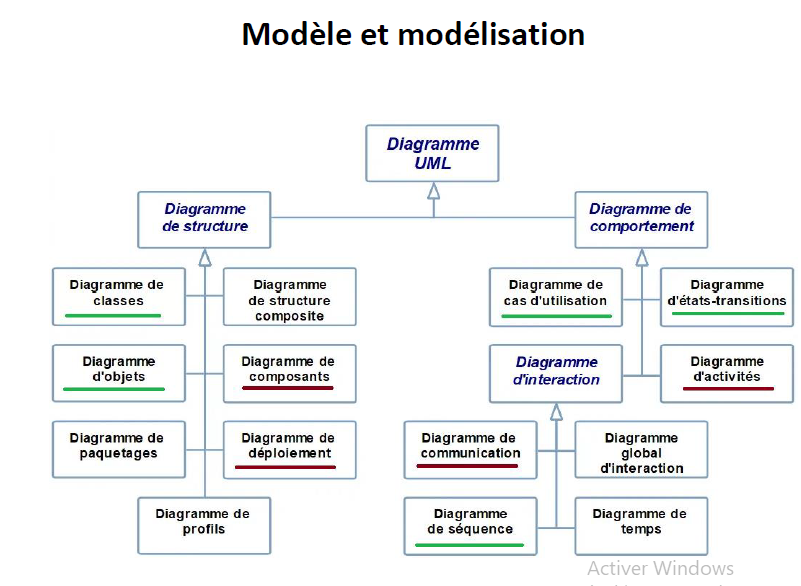 Modèle et modélisation
Diagramme
UML
Diagramme
de structure
Diagramme de
comportement
Diagramme de
classes
Diagramme
de structure
composite
Diagramme de
cas d'utilisation
Diagramme
d'états-transitions
Diagramme
d'objets
Diagramme de
composants
Diagramme
d'interaction
Diagramme
d'activités
Diagramme de
paquetages
Diagramme de
déploiement
Diagramme de
communication
Diagramme
global
d'interaction
Diagramme de
profils
Diagramme
de séquence
Diagramme de
temps
Activer Windows